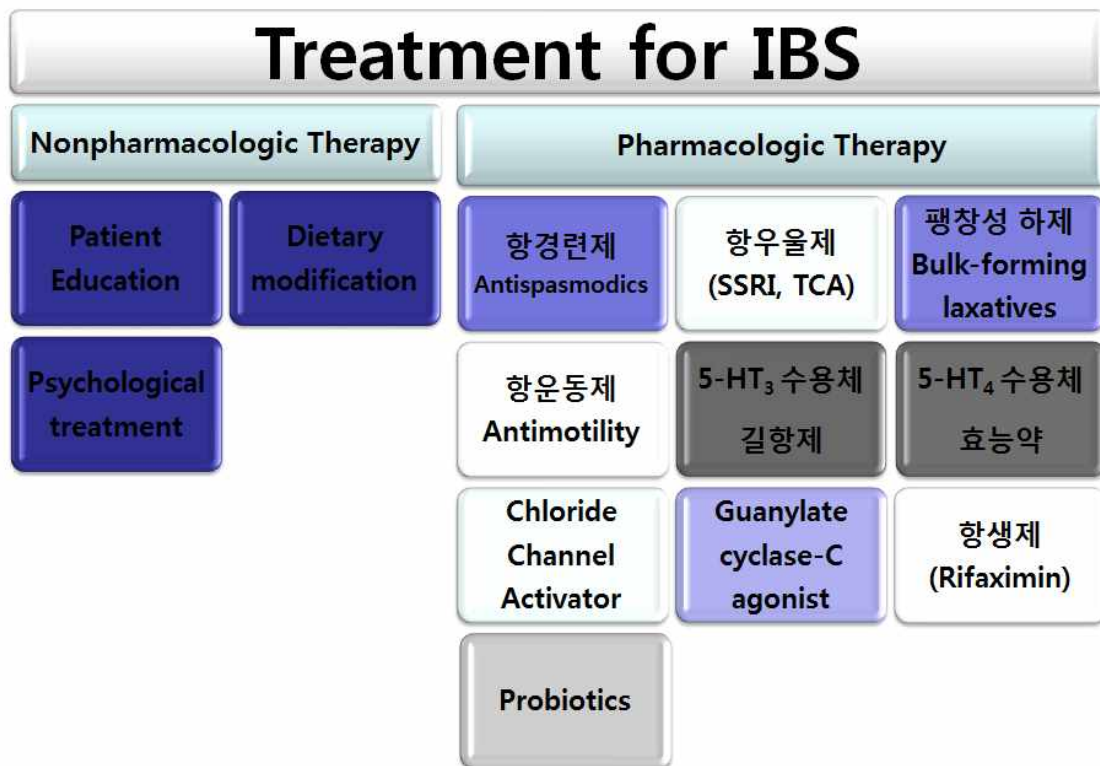 Treatment for IBS
Nonpharmacologic Therapy
Pharmacologic Therapy
Patient
Education
Dietary
modification
Psychological
treatment
항경련제
Antispasmodics
항우울제
(SSRI, TCA)
팽창성 하제
Bulk-forming
laxatives
항운동제
Antimotility
5-HT₃ 수용체
길항제
5-HT₄ 수용체
효능약
Chloride
Channel
Activator
Guanylate
cyclase-C
agonist
항생제
(Rifaximin)
Probiotics